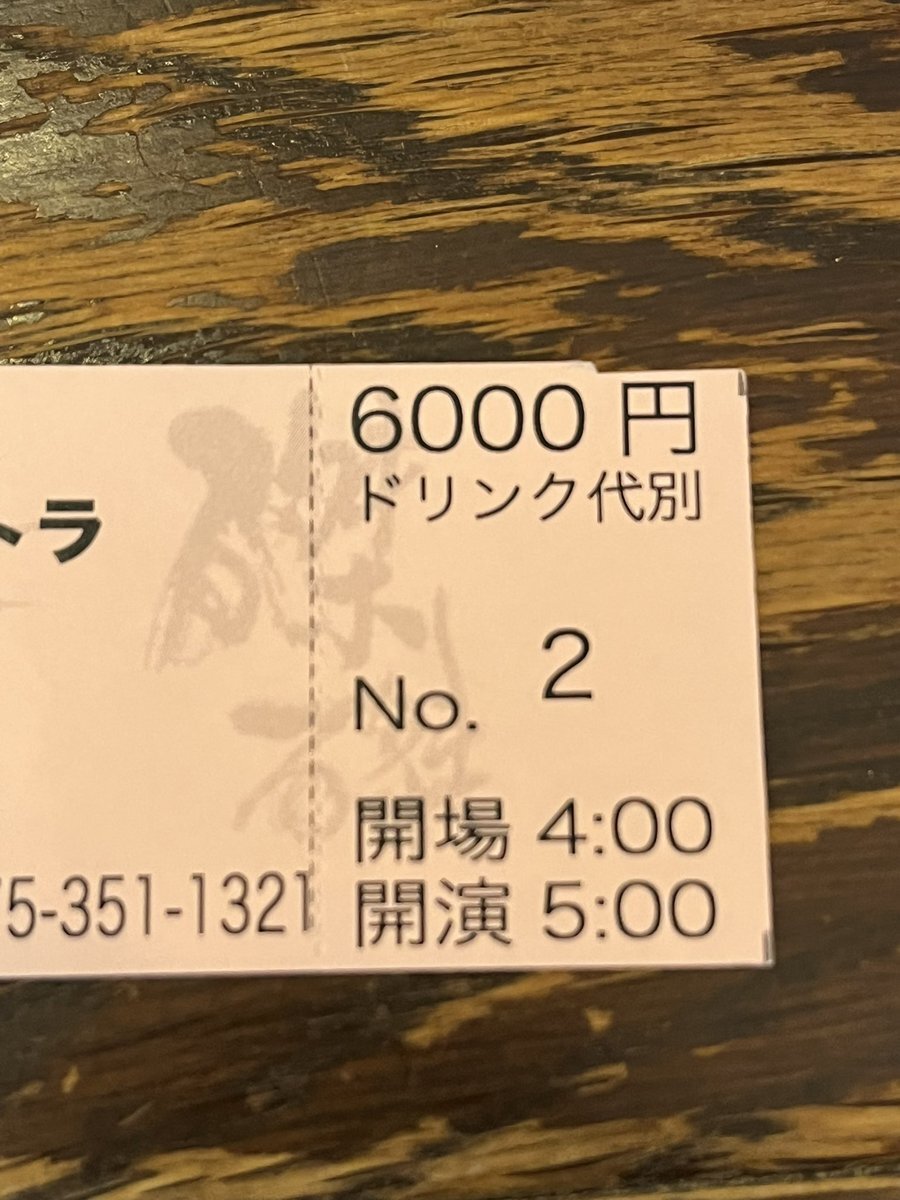 トラ
75-351-1321
6000 円
ドリンク代別
No. 2
開場 4:00
開演 5:00